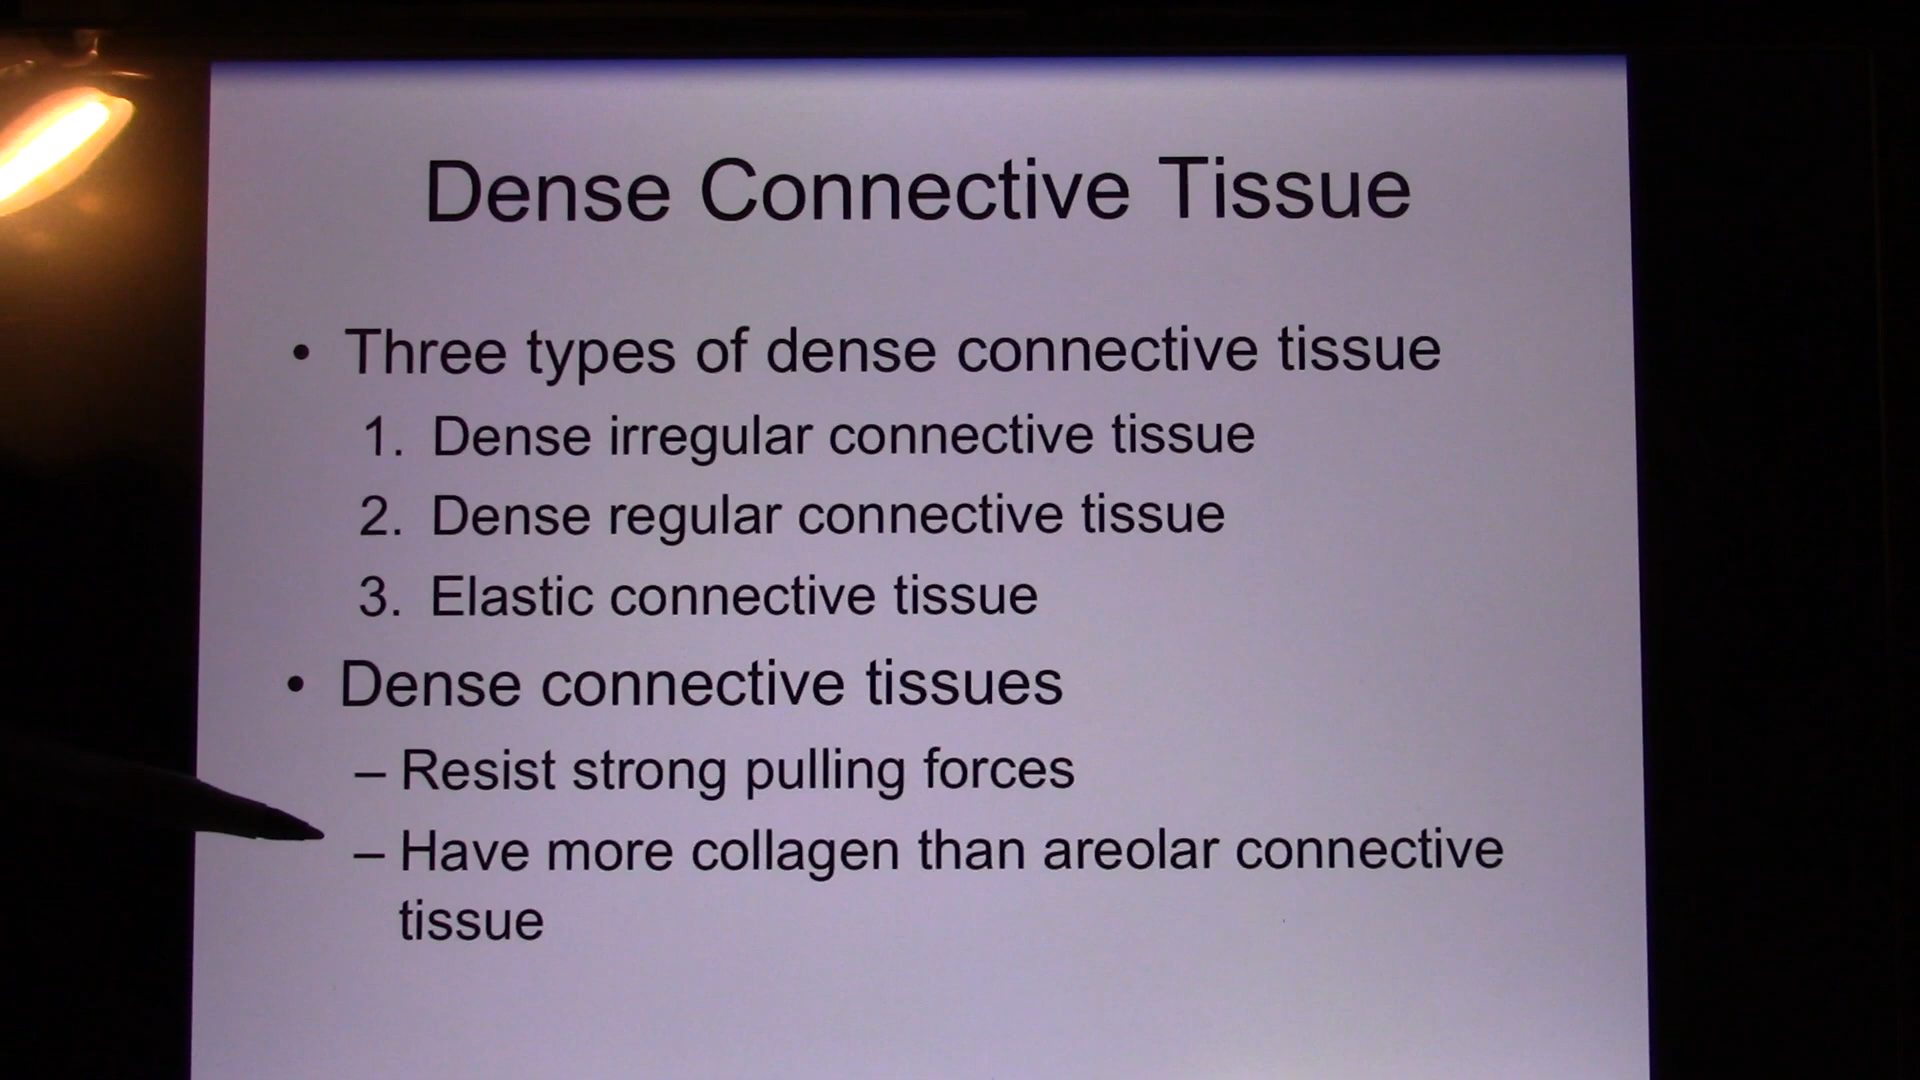 Dense Connective Tissue
• Three types of dense connective tissue
1. Dense irregular connective tissue
2. Dense regular connective tissue
3. Elastic connective tissue
• Dense connective tissues
– Resist strong pulling forces
– Have more collagen than areolar connective
tissue